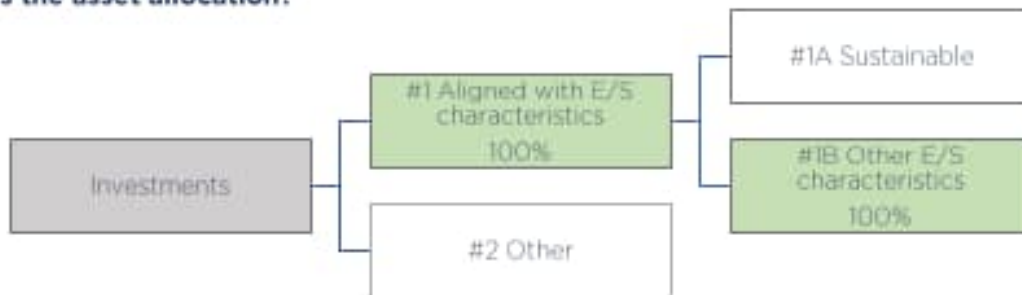 s the asset allocation?
#1A Sustainable
#1 Aligned with E/S
characteristics
100%
Investments
#1B Other E/S
characteristics
100%
#2 Other